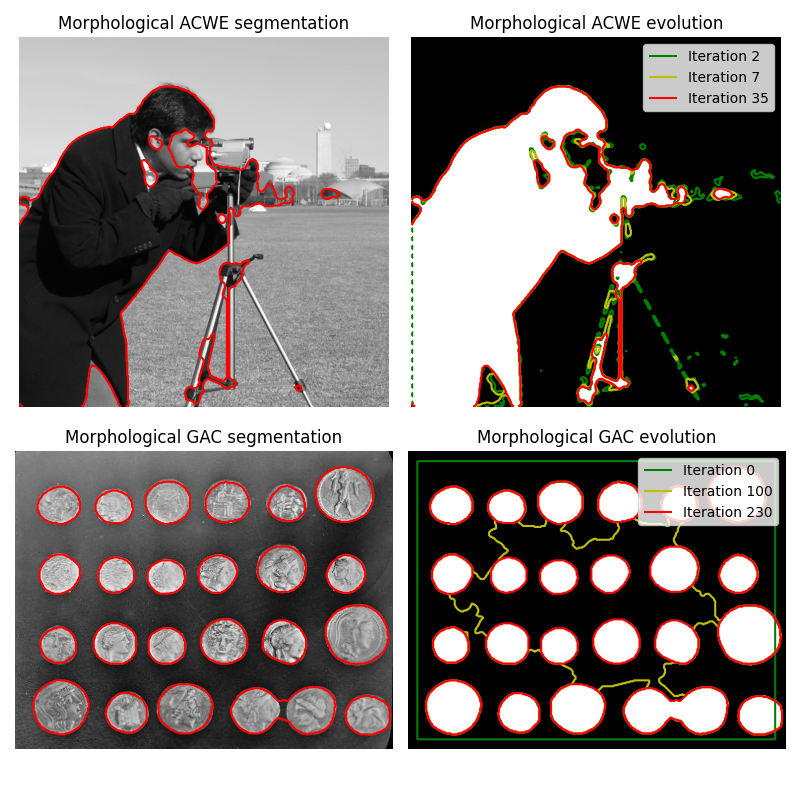 Morphological ACWE segmentation
Morphological ACWE evolution
Iteration 2
Iteration 7
Iteration 35
Morphological GAC segmentation
Morphological GAC evolution
Iteration 0
Iteration 100
Iteration 230